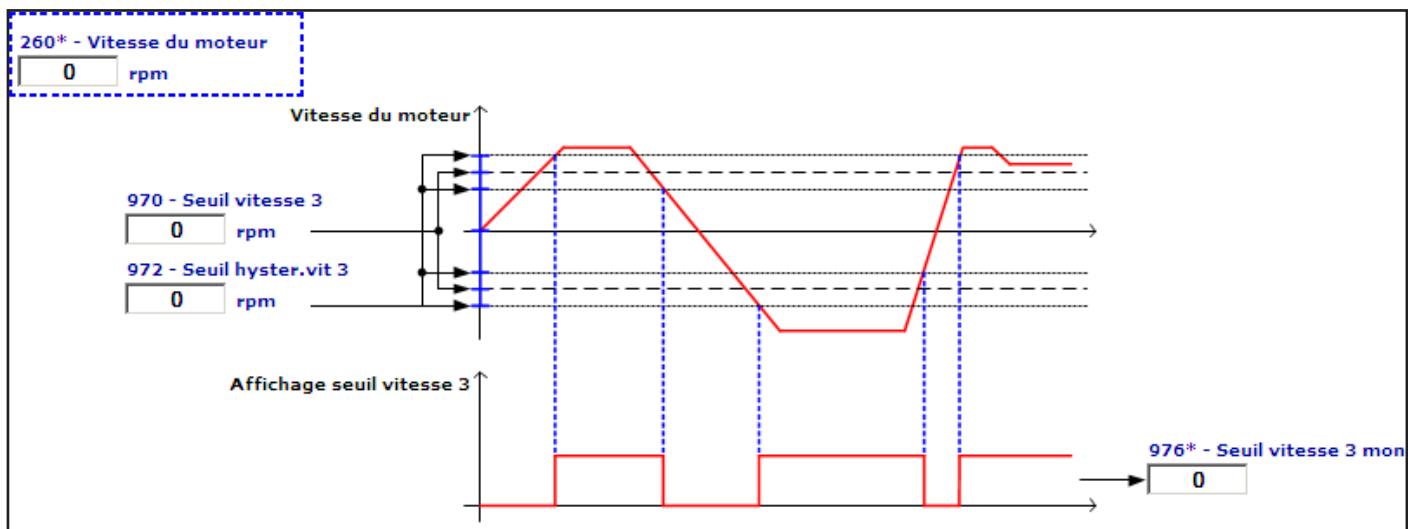 260* - Vitesse du moteur
0 rpm
Vitesse du moteur
970 - Seuil vitesse 3
0 rpm
972 - Seuil hyster.vit 3
0 rpm
Affichage seuil vitesse 3
976* - Seuil vitesse 3 mon
0